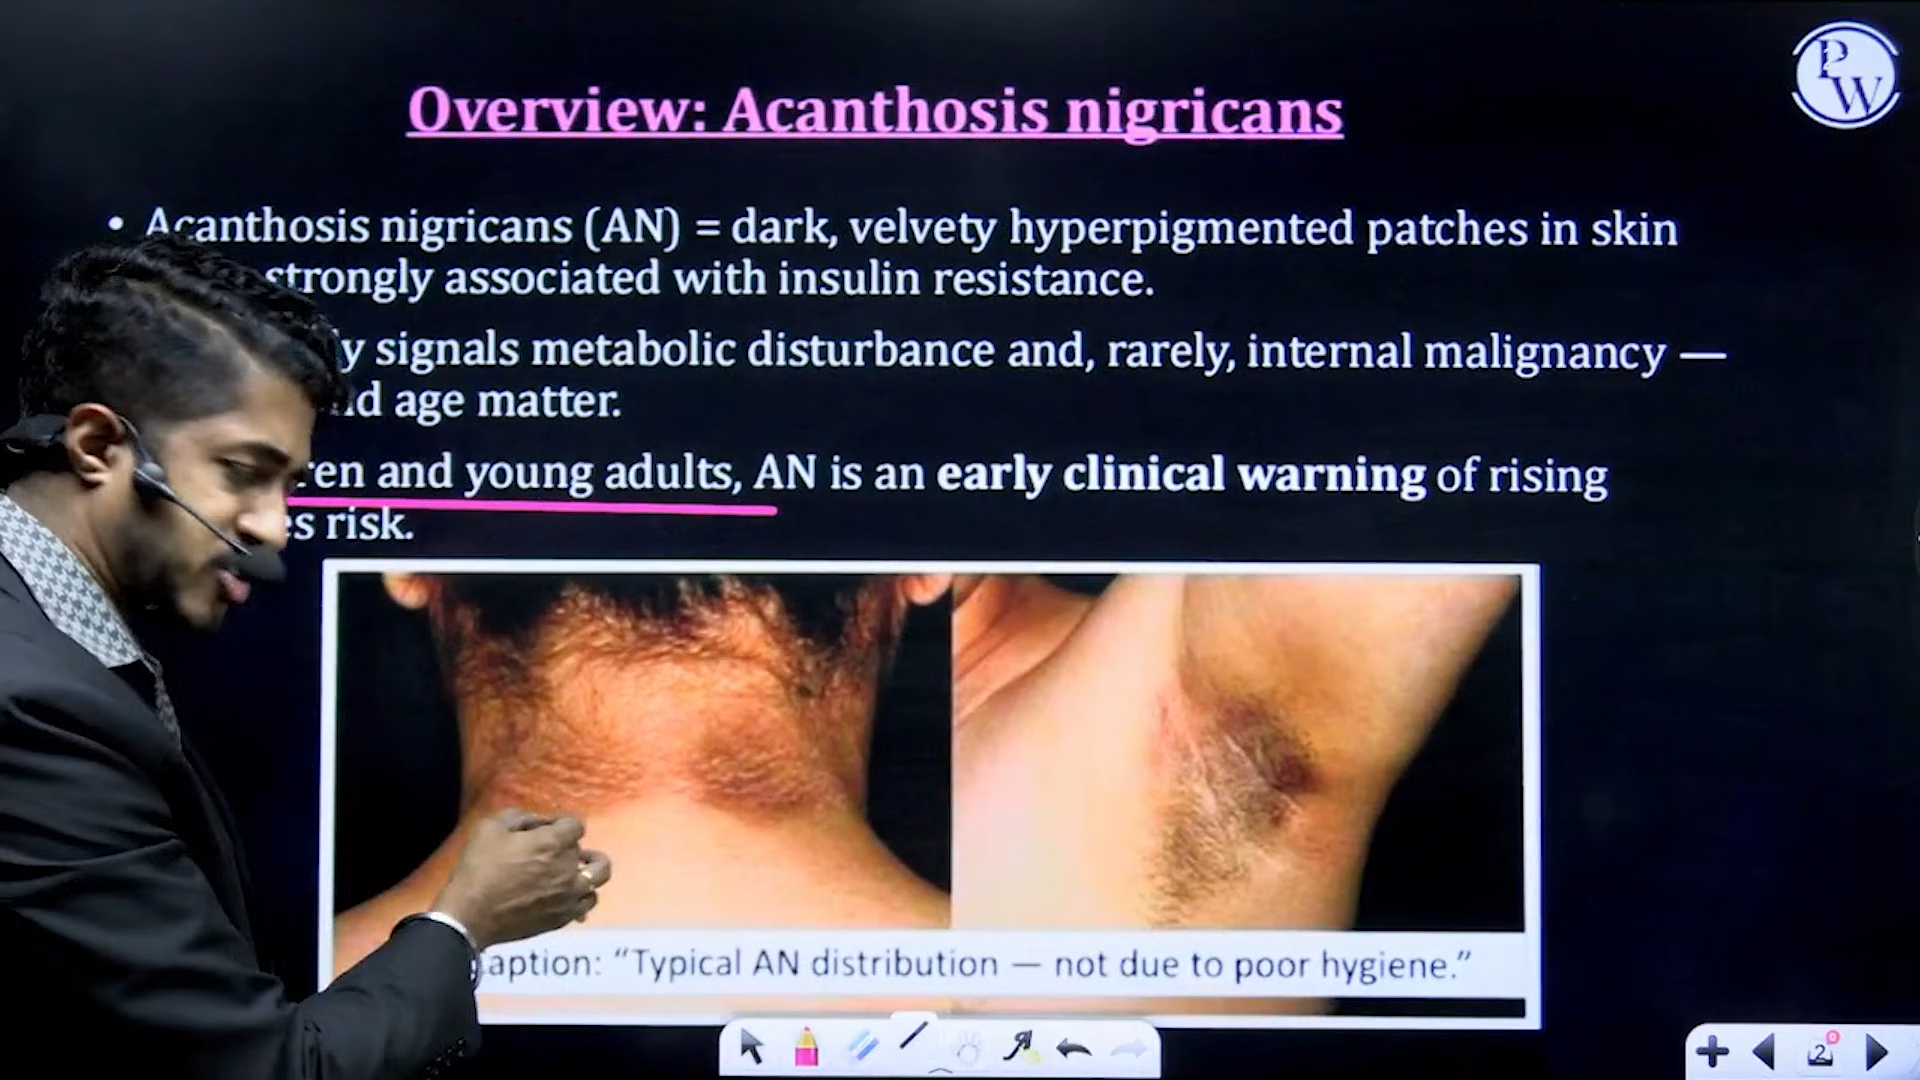 PW
Overview: Acanthosis nigricans
• Acanthosis nigricans (AN) = dark, velvety hyperpigmented patches in skin
strongly associated with insulin resistance.
signals metabolic disturbance and, rarely, internal malignancy —
age matter.
and young adults, AN is an early clinical warning of rising
risk.
"Typical AN distribution — not due to poor hygiene."
2